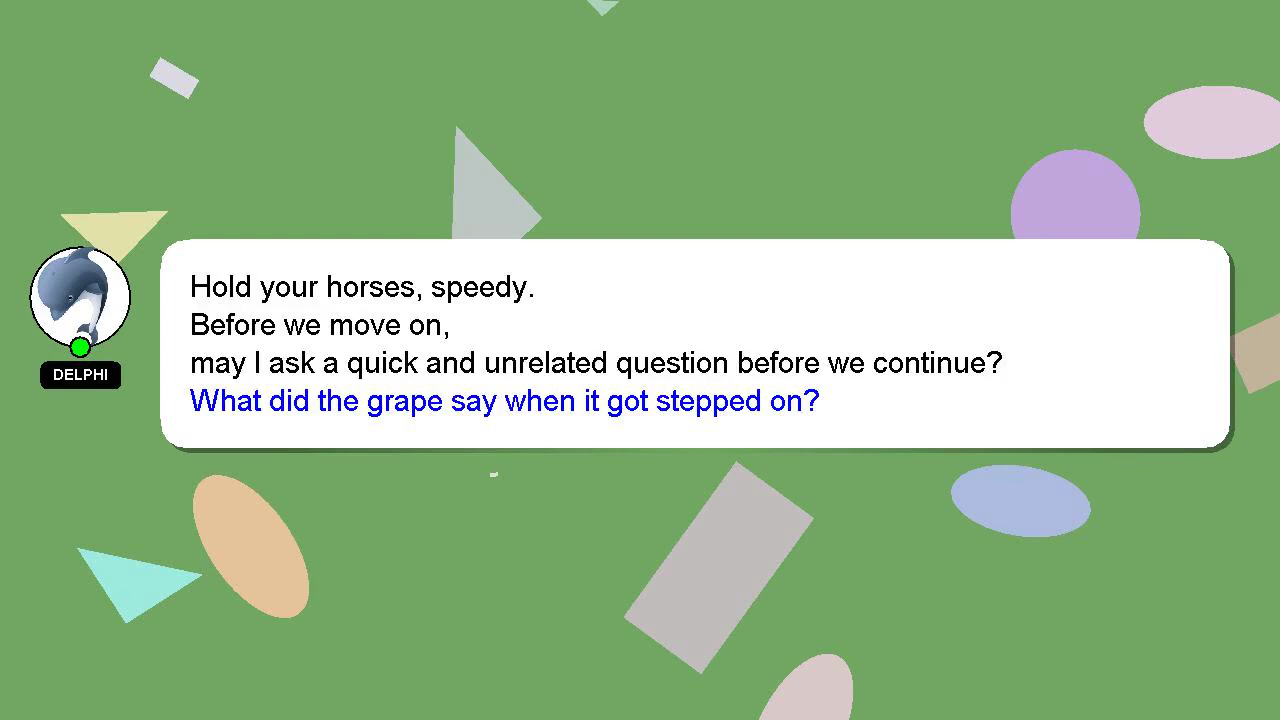 Hold your horses, speedy.
Before we move on,
may I ask a quick and unrelated question before we continue?
What did the grape say when it got stepped on?
DELPHI